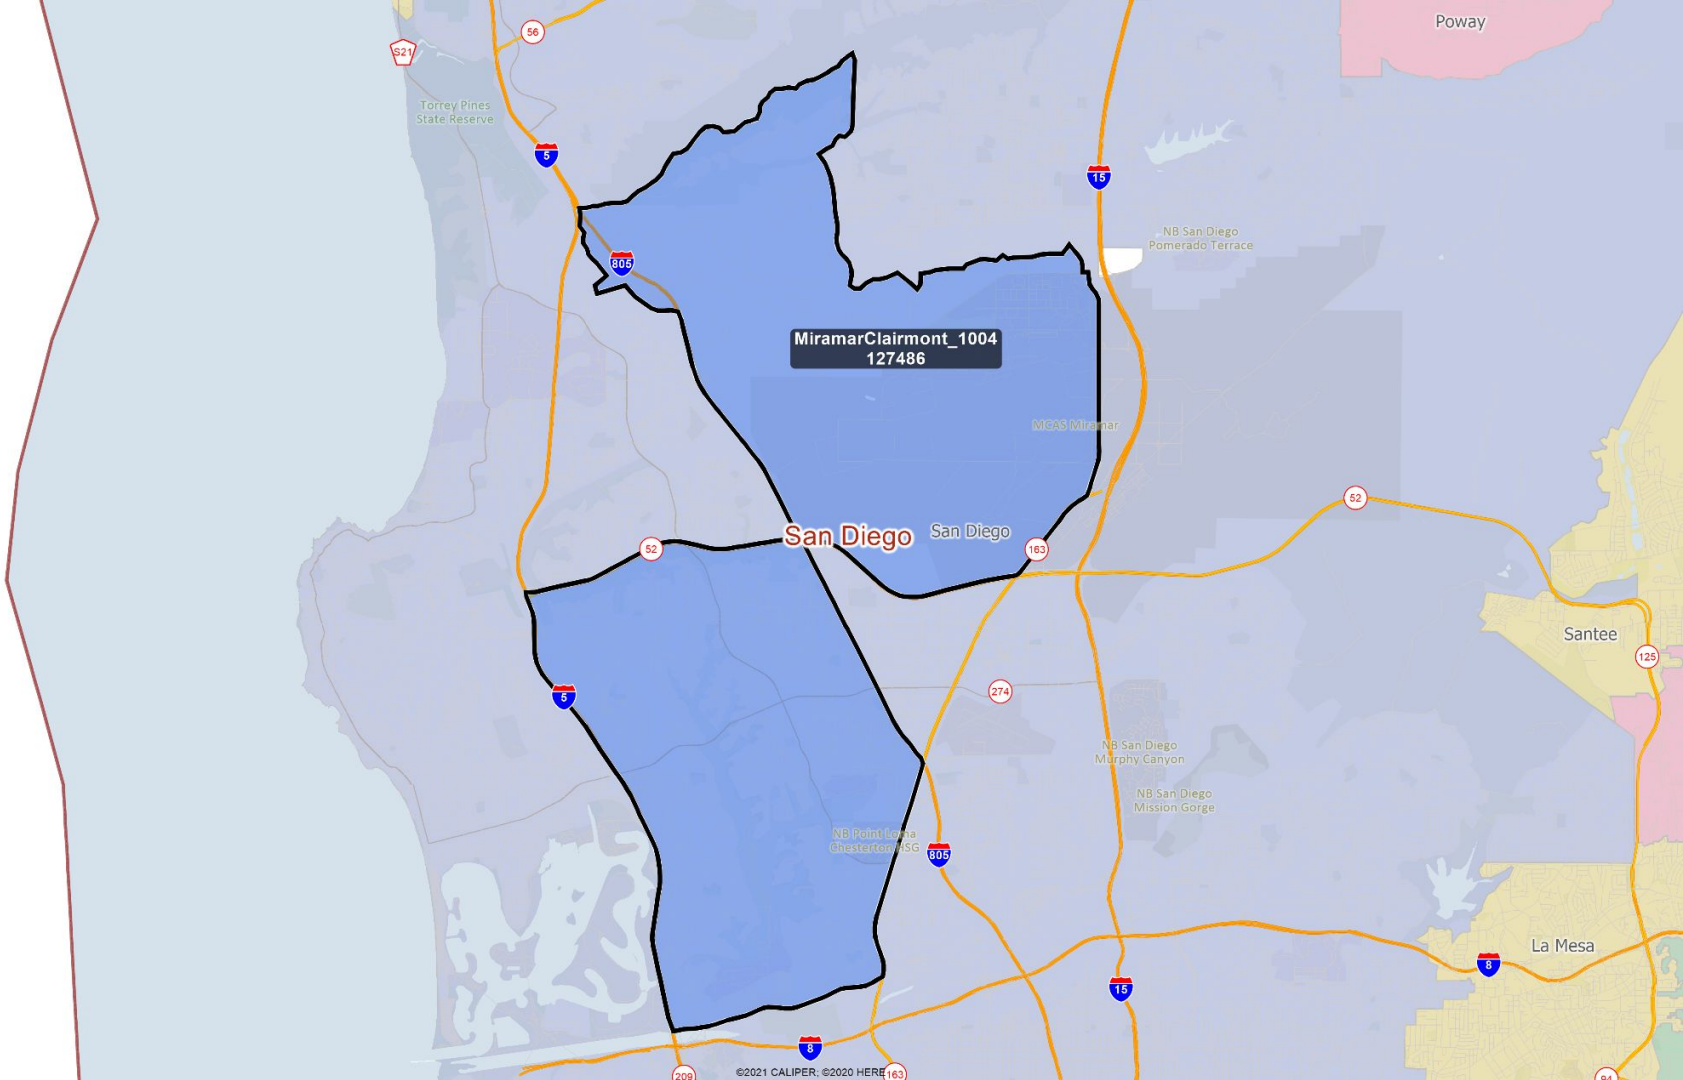 Poway
56
S21
Torrey Pines
State Reserve
5
15
NB San Diego
Pomerado Terrace
805
MiramarClairmont_1004
127486
MCAS Miramar
52
San Diego
San Diego
52
163
Santee
125
5
274
NB San Diego
Murphy Canyon
NB San Diego
Mission Gorge
NB Point Loma
Chesterton HSG
805
La Mesa
8
15
8
©2021 CALIPER; ©2020 HERE
163
209
94